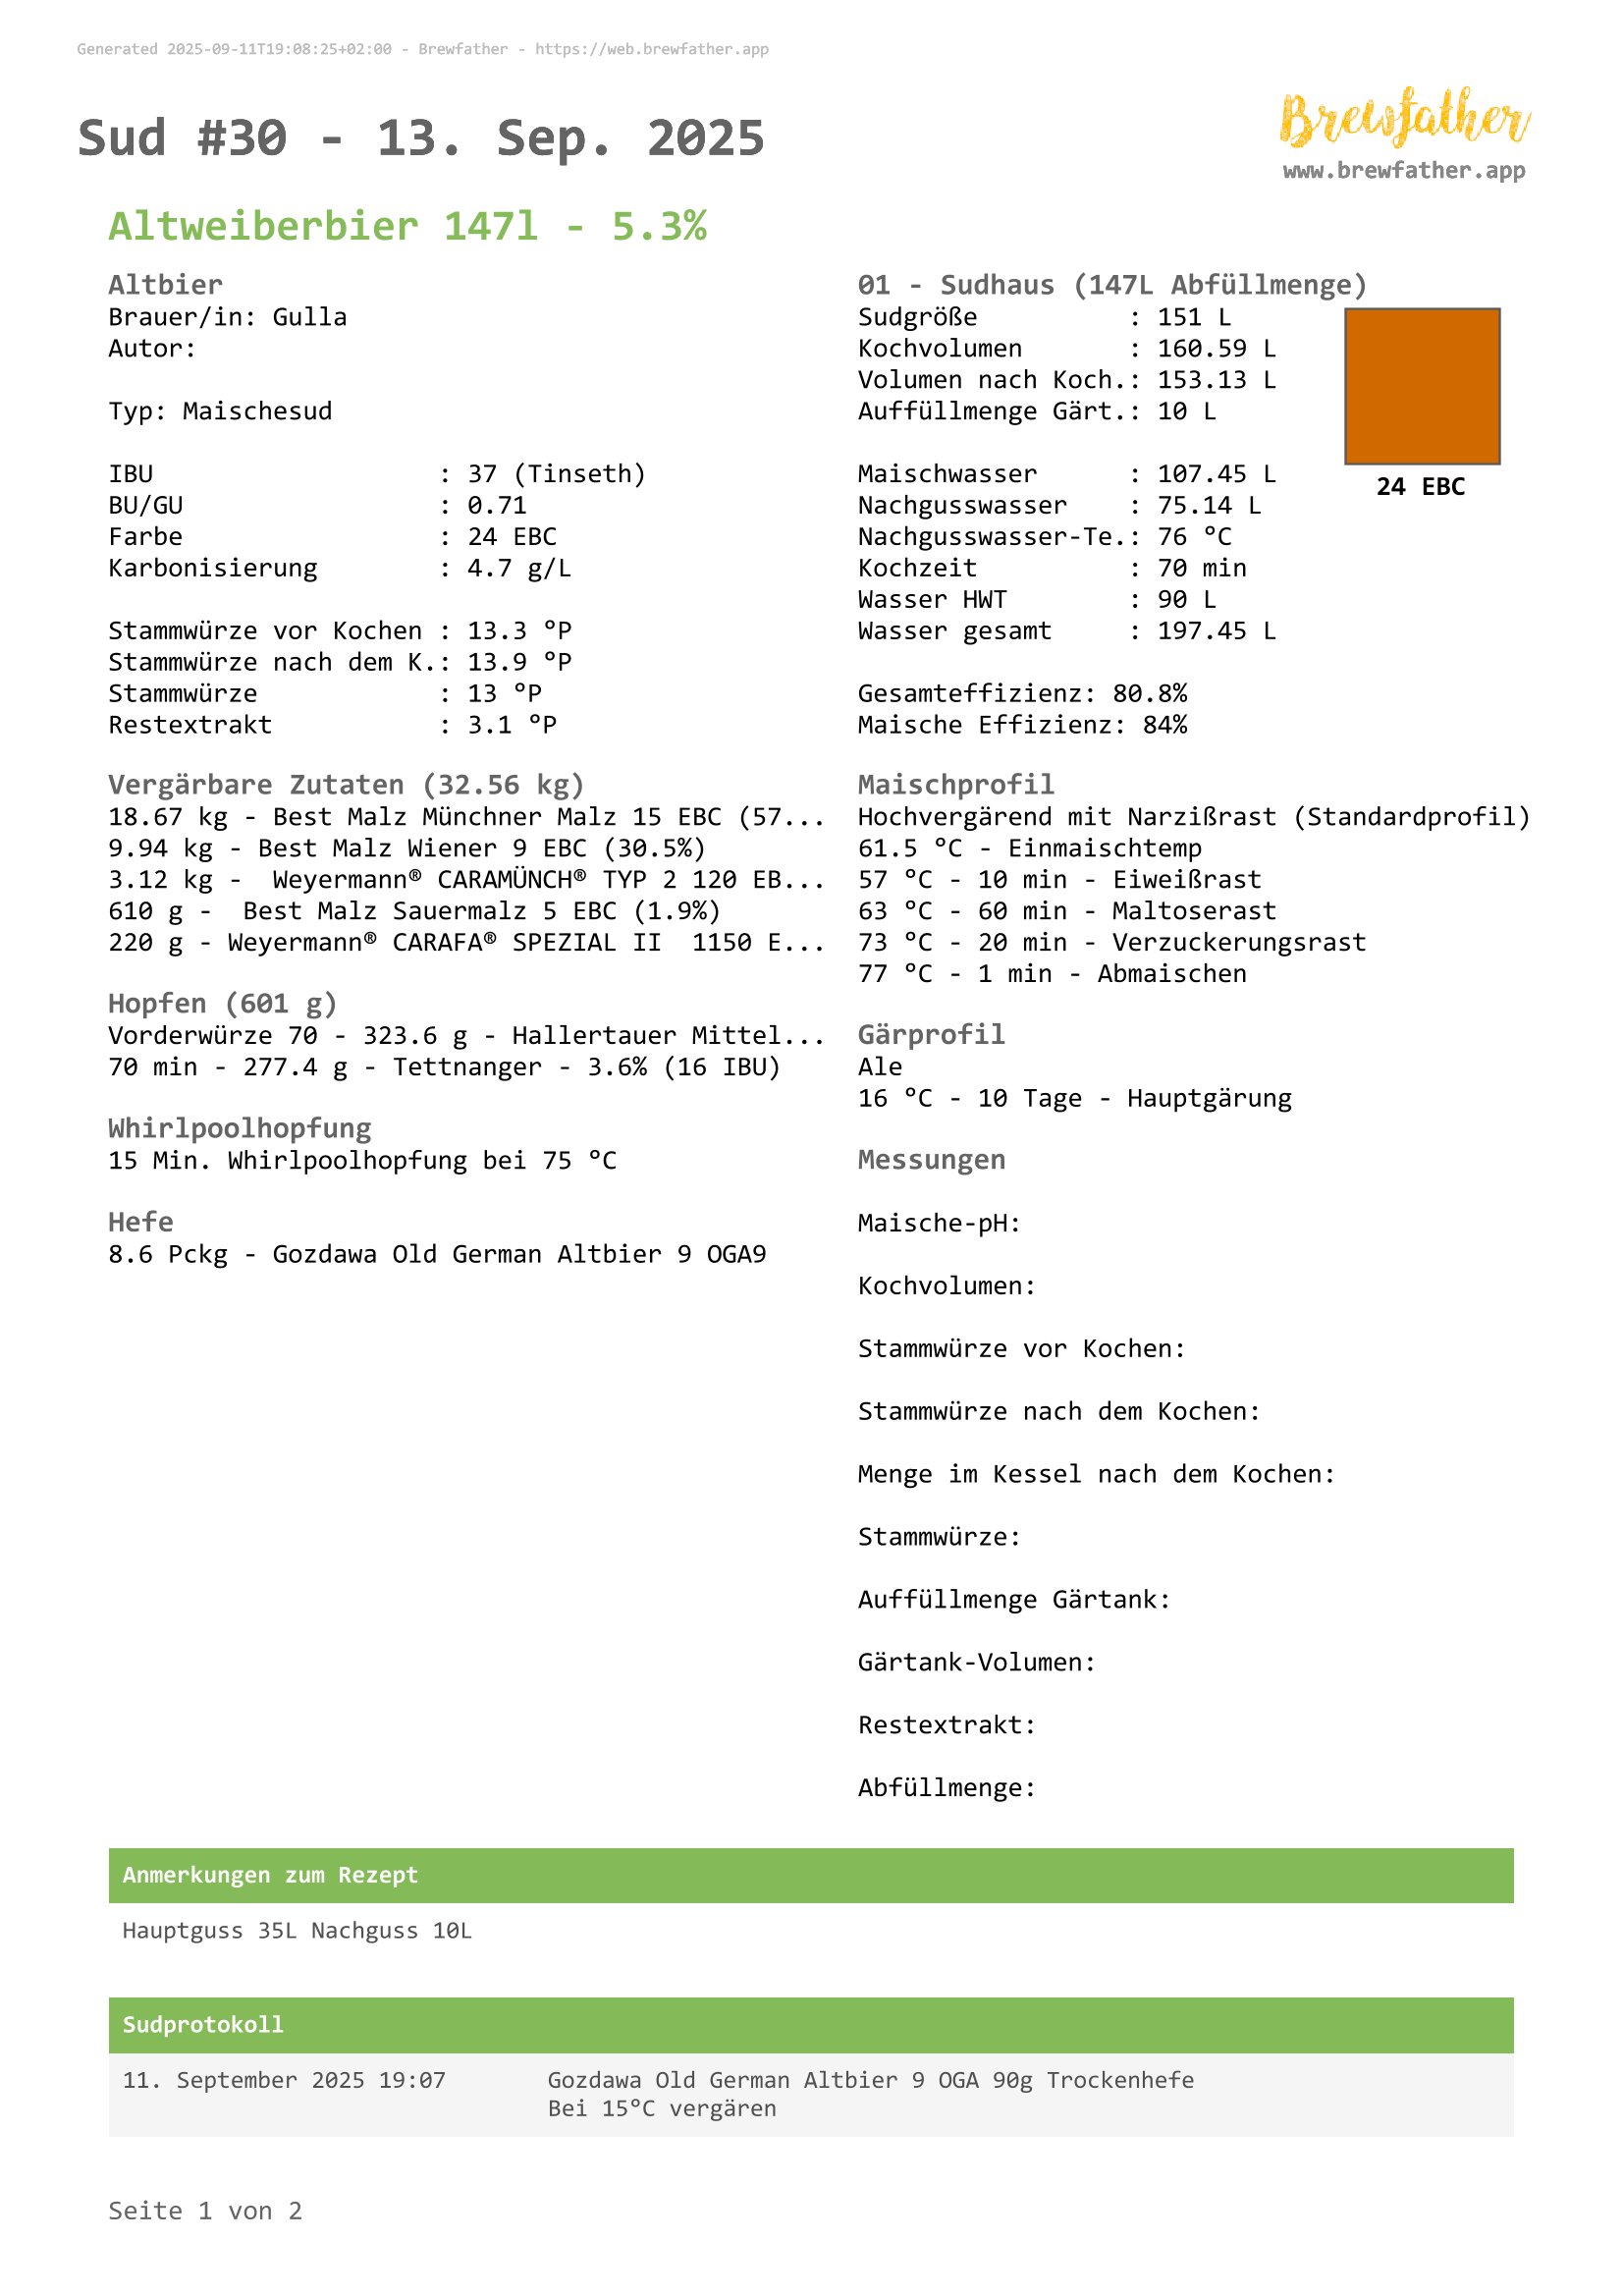 Generated 2025-09-11T19:08:25+02:00 - Brewfather - https://web.brewfather.app
Brewfather
www.brewfather.app
Sud #30 - 13. Sep. 2025
Altweiberbier 147l - 5.3%
Altbier
Brauer/in: Gulla
Autor:
Typ: Maischesud
IBU : 37 (Tinseth)
BU/GU : 0.71
Farbe : 24 EBC
Karbonisierung : 4.7 g/L
Stammwürze vor Kochen : 13.3 °P
Stammwürze nach dem K.: 13.9 °P
Stammwürze : 13 °P
Restextrakt : 3.1 °P
Vergärbare Zutaten (32.56 kg)
18.67 kg - Best Malz Münchner Malz 15 EBC (57...
9.94 kg - Best Malz Wiener 9 EBC (30.5%)
3.12 kg -  Weyermann® CARAMÜNCH® TYP 2 120 EB...
610 g -  Best Malz Sauermalz 5 EBC (1.9%)
220 g - Weyermann® CARAFA® SPEZIAL II  1150 E...
Hopfen (601 g)
Vorderwürze 70 - 323.6 g - Hallertauer Mittel...
70 min - 277.4 g - Tettnanger - 3.6% (16 IBU)
Whirlpoolhopfung
15 Min. Whirlpoolhopfung bei 75 °C
Hefe
8.6 Pckg - Gozdawa Old German Altbier 9 OGA9
01 - Sudhaus (147L Abfüllmenge)
Sudgröße : 151 L
Kochvolumen : 160.59 L
Volumen nach Koch.: 153.13 L
Auffüllmenge Gärt.: 10 L
Maischwasser : 107.45 L
Nachgusswasser : 75.14 L
Nachgusswasser-Te.: 76 °C
Kochzeit : 70 min
Wasser HWT : 90 L
Wasser gesamt : 197.45 L
24 EBC
Gesamteffizienz: 80.8%
Maische Effizienz: 84%
Maischprofil
Hochvergärend mit Narzißrast (Standardprofil)
61.5 °C - Einmaischtemp
57 °C - 10 min - Eiweißrast
63 °C - 60 min - Maltoserast
73 °C - 20 min - Verzuckerungsrast
77 °C - 1 min - Abmaischen
Gärprofil
Ale
16 °C - 10 Tage - Hauptgärung
Messungen
Maische-pH:
Kochvolumen:
Stammwürze vor Kochen:
Stammwürze nach dem Kochen:
Menge im Kessel nach dem Kochen:
Stammwürze:
Auffüllmenge Gärtank:
Gärtank-Volumen:
Restextrakt:
Abfüllmenge:
Anmerkungen zum Rezept
Hauptguss 35L Nachguss 10L
Sudprotokoll
11. September 2025 19:07 Gozdawa Old German Altbier 9 OGA 90g Trockenhefe
Bei 15°C vergären
Seite 1 von 2